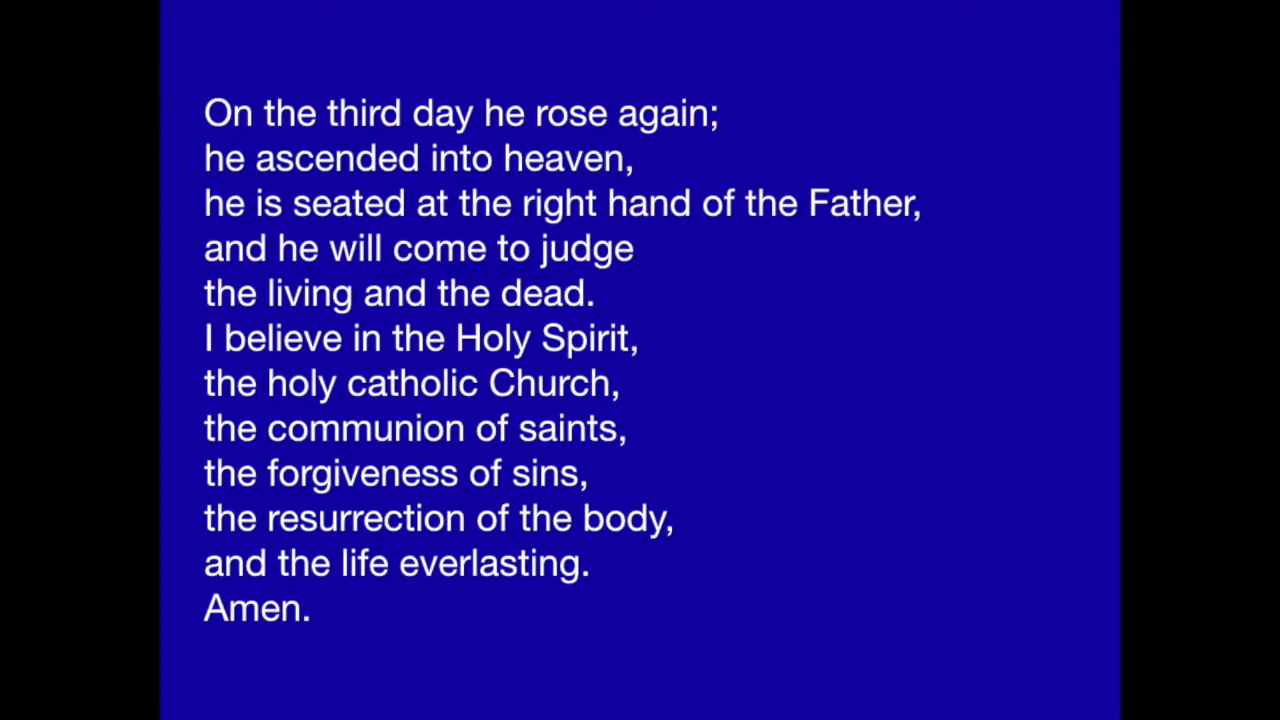 On the third day he rose again;
he ascended into heaven,
he is seated at the right hand of the Father,
and he will come to judge
the living and the dead.
I believe in the Holy Spirit,
the holy catholic Church,
the communion of saints,
the forgiveness of sins,
the resurrection of the body,
and the life everlasting.
Amen.